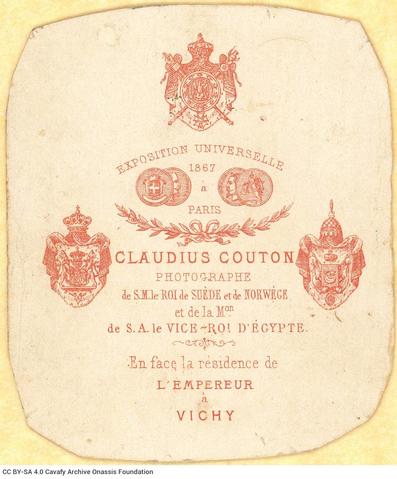 EXPOSITION UNIVERSELLE
1867
à
PARIS
CLAUDIUS COUTON
PHOTOGRAPHE
de S.M. le ROI de SUÈDE et de NORWÈGE
et de la Mon
de S.A. le VICE-ROI D'ÉGYPTE.
En face la résidence de
L'EMPEREUR
à
VICHY
CC BY-SA 4.0 Cavafy Archive Onassis Foundation